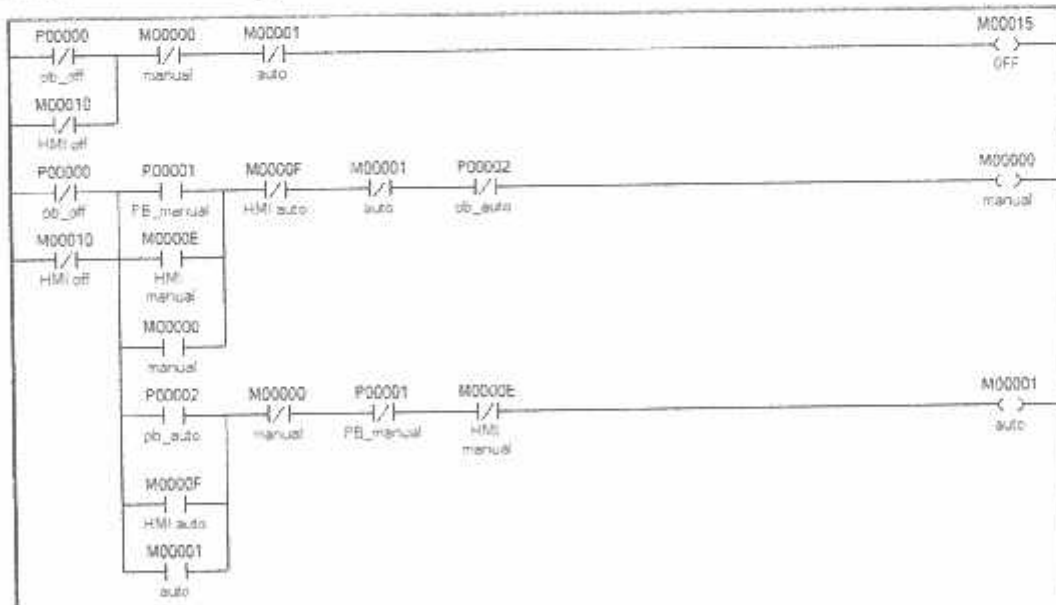 P00000 M00000 M00001 M00015
pb_off manual auto OFF
M00010
HMI off
P00000 P00001 M0000F M00001 P00002 M00000
pb_off PB_manual HMI auto auto pb_auto manual
M00010 M0000E
HMI off HMI
manual
M00000
manual
P00002 M00000 P00001 M0000E M00001
pb_auto manual PB_manual HMI auto
manual
M0000F
HMI auto
M00001
auto